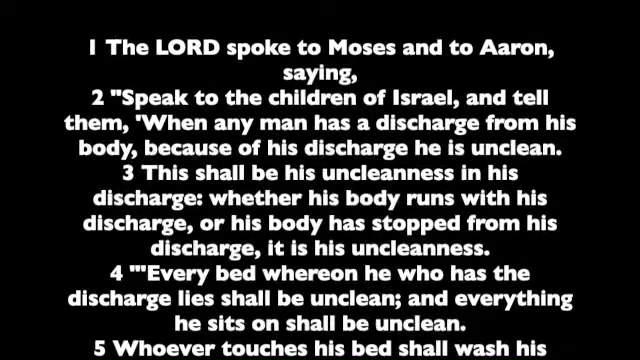 1 The LORD spoke to Moses and to Aaron,
saying,
2 "Speak to the children of Israel, and tell
them, 'When any man has a discharge from his
body, because of his discharge he is unclean.
3 This shall be his uncleanness in his
discharge: whether his body runs with his
discharge, or his body has stopped from his
discharge, it is his uncleanness.
4 "'Every bed whereon he who has the
discharge lies shall be unclean; and everything
he sits on shall be unclean.
5 Whoever touches his bed shall wash his